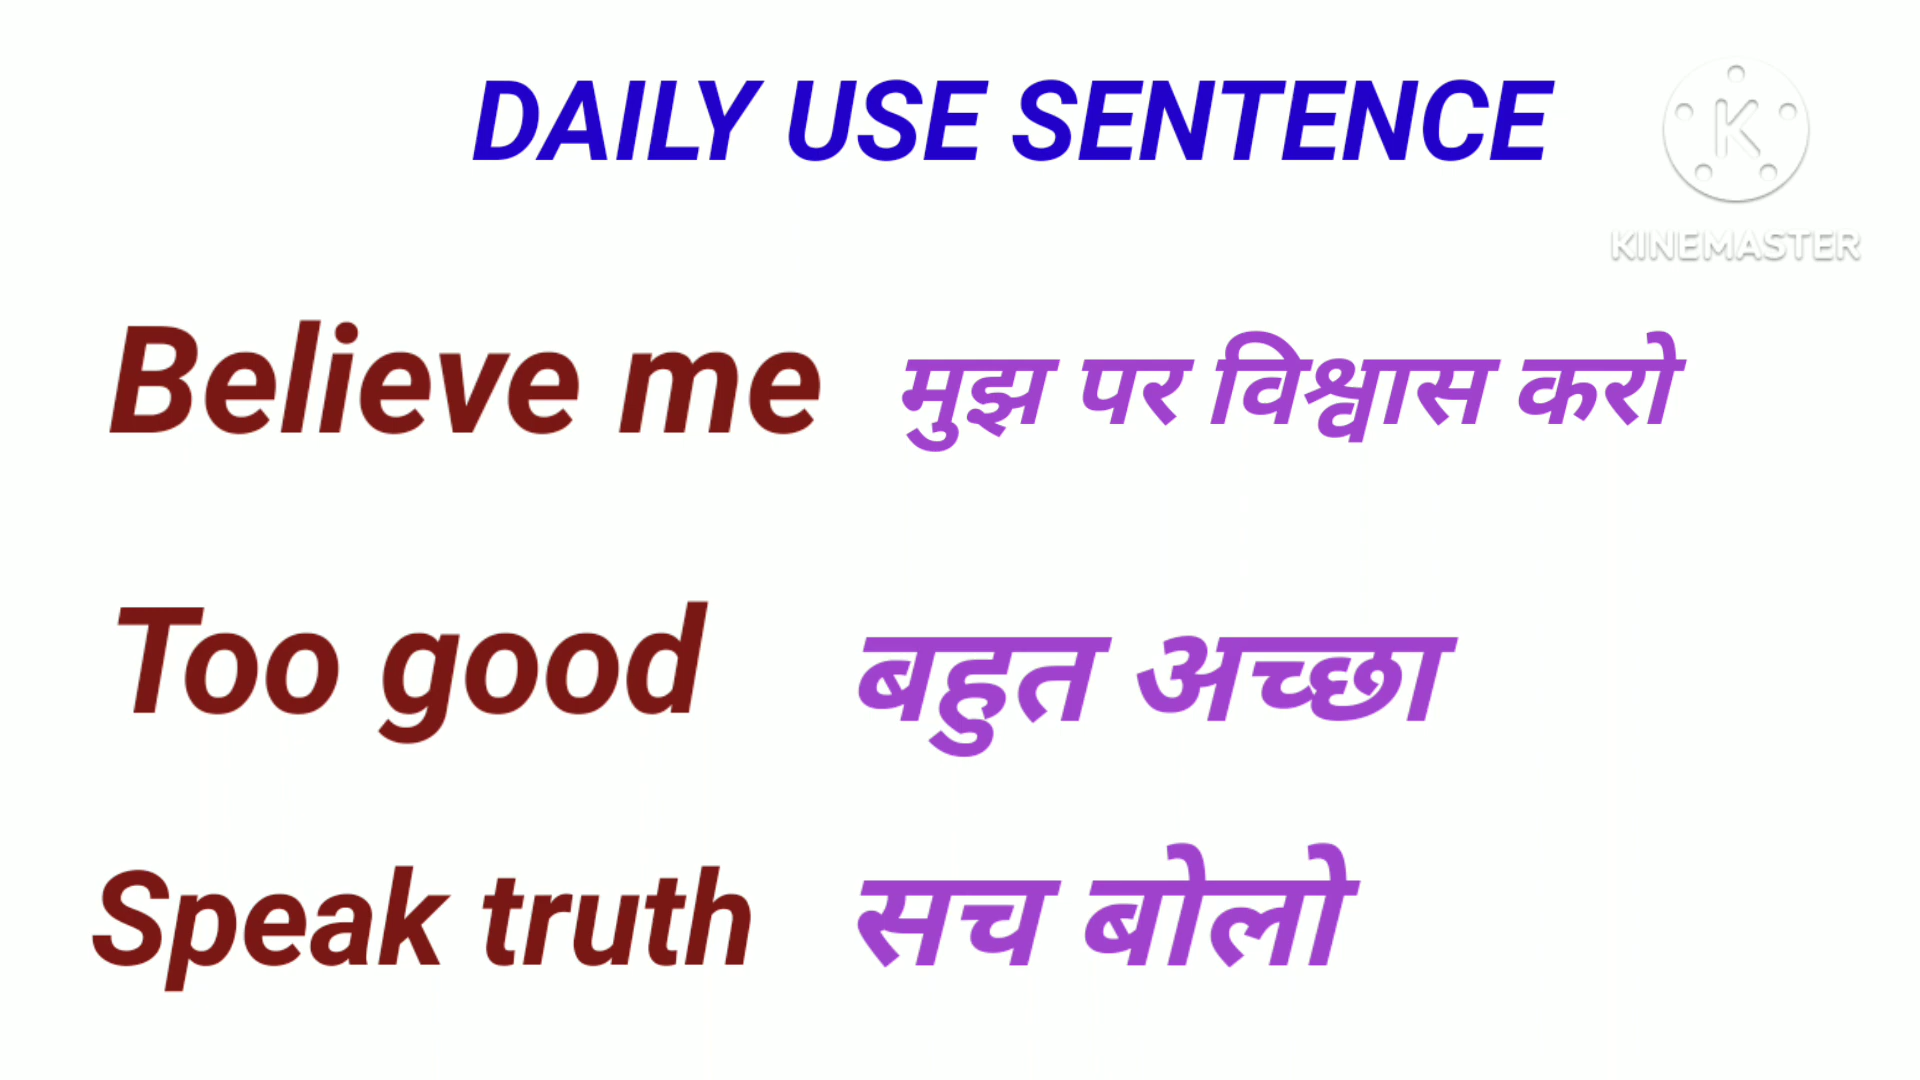 DAILY USE SENTENCE
K
KINEMASTER
Believe me मुझ पर विश्वास करो
Too good बहुत अच्छा
Speak truth सच बोलो